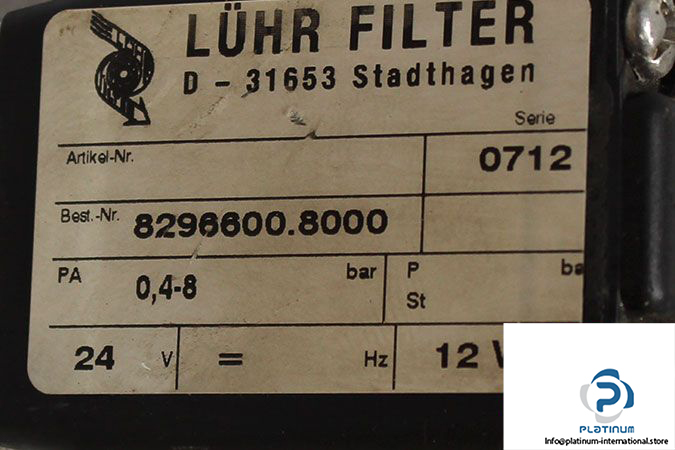 LÜHR FILTER
D - 31653 Stadthagen
Serie
Artikel-Nr. 0712
Best.-Nr. 8296600.8000
PA 0,4-8 bar P
St
24 V = Hz 12
PLATINUM
Info@platinum-international.store